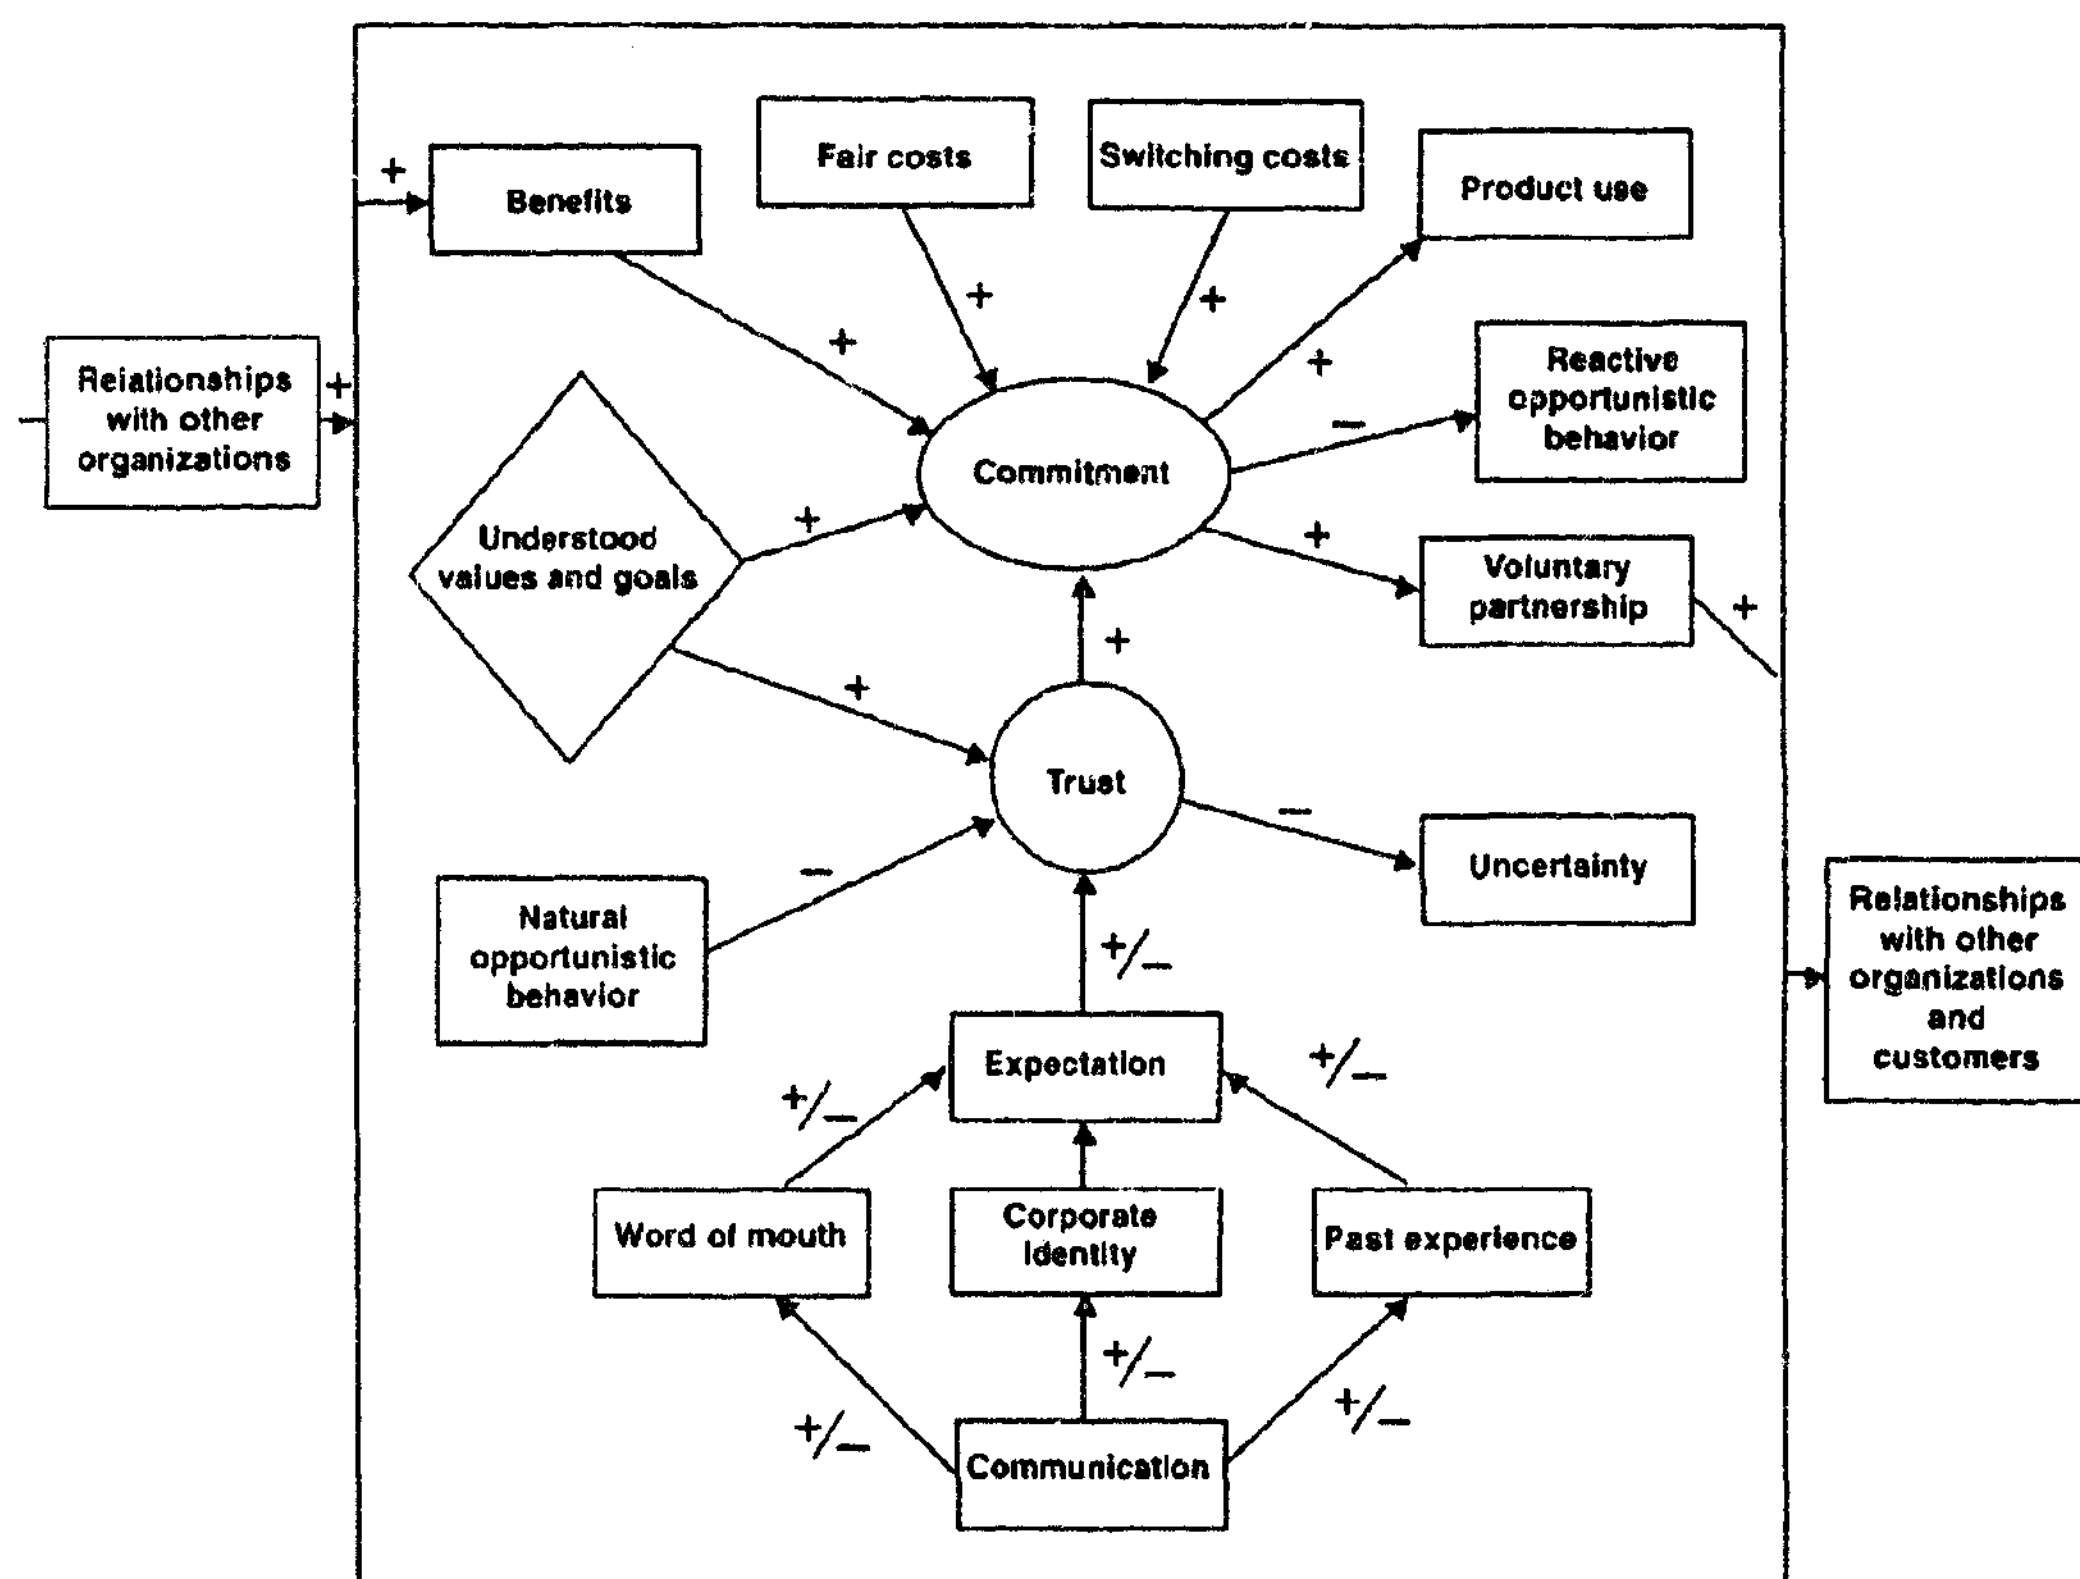 Fair costs
Switching costs
+
Benefits
Product use
+
+
+
+
Relationships
with other
organizations
+
Reactive
opportunistic
behavior
−
Commitment
Understood
values and goals
+
+
Voluntary
partnership
+
+
+
Trust
−
Uncertainty
−
Natural
opportunistic
behavior
Relationships
with other
organizations
and
customers
+/−
Expectation
+/−
+/−
Word of mouth
Corporate
identity
Past experience
+/−
+/−
+/−
Communication